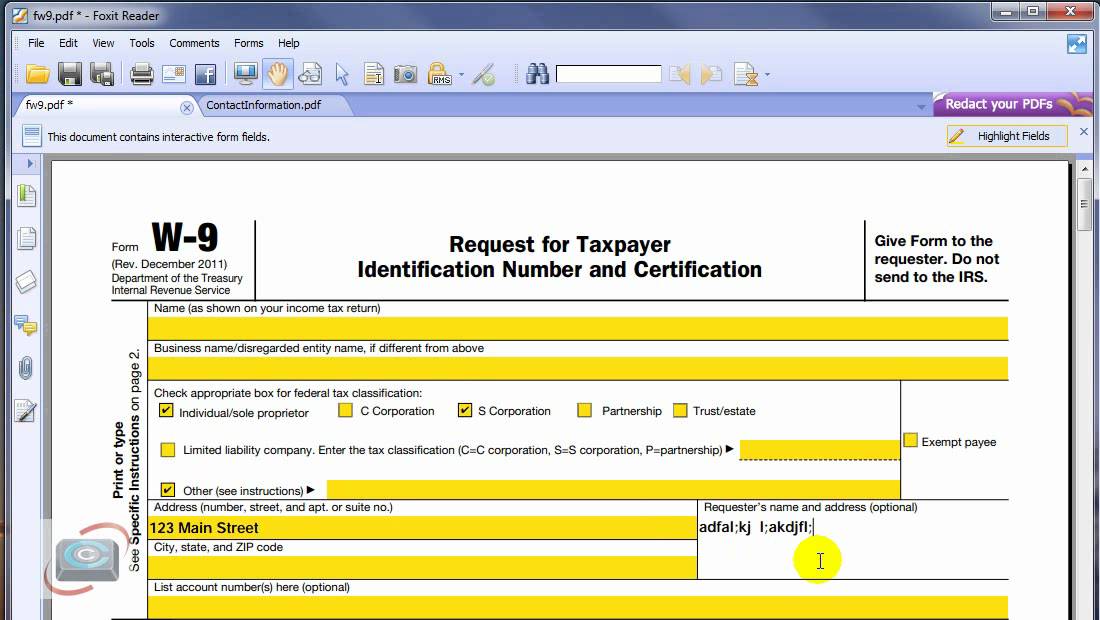 fw9.pdf * - Foxit Reader
File Edit View Tools Comments Forms Help
RMS
fw9.pdf *
ContactInformation.pdf
Redact your PDFs
This document contains interactive form fields.
Highlight Fields
Form W-9
(Rev. December 2011)
Department of the Treasury
Internal Revenue Service
Request for Taxpayer
Identification Number and Certification
Give Form to the
requester. Do not
send to the IRS.
Print or type
See Specific Instructions on page 2.
Name (as shown on your income tax return)
Business name/disregarded entity name, if different from above
Check appropriate box for federal tax classification:
Individual/sole proprietor C Corporation S Corporation Partnership Trust/estate
Limited liability company. Enter the tax classification (C=C corporation, S=S corporation, P=partnership)
Exempt payee
Other (see instructions)
Address (number, street, and apt. or suite no.)
123 Main Street
Requester's name and address (optional)
adfal;kj l;akdjfl;
City, state, and ZIP code
List account number(s) here (optional)
C